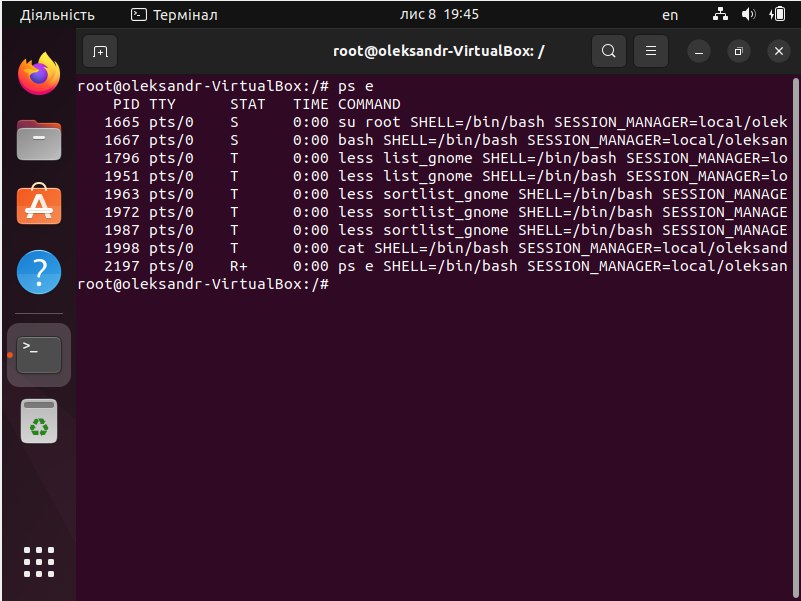 Діяльність Термінал лис 8 19:45 en
root@oleksandr-VirtualBox: /
root@oleksandr-VirtualBox:/# ps e
PID TTY STAT TIME COMMAND
1665 pts/0 S 0:00 su root SHELL=/bin/bash SESSION_MANAGER=local/olek
1667 pts/0 S 0:00 bash SHELL=/bin/bash SESSION_MANAGER=local/oleksan
1796 pts/0 T 0:00 less list_gnome SHELL=/bin/bash SESSION_MANAGER=lo
1951 pts/0 T 0:00 less list_gnome SHELL=/bin/bash SESSION_MANAGER=lo
1963 pts/0 T 0:00 less sortlist_gnome SHELL=/bin/bash SESSION_MANAGE
1972 pts/0 T 0:00 less sortlist_gnome SHELL=/bin/bash SESSION_MANAGE
1987 pts/0 T 0:00 less sortlist_gnome SHELL=/bin/bash SESSION_MANAGE
1998 pts/0 T 0:00 cat SHELL=/bin/bash SESSION_MANAGER=local/oleksand
2197 pts/0 R+ 0:00 ps e SHELL=/bin/bash SESSION_MANAGER=local/oleksan
root@oleksandr-VirtualBox:/#